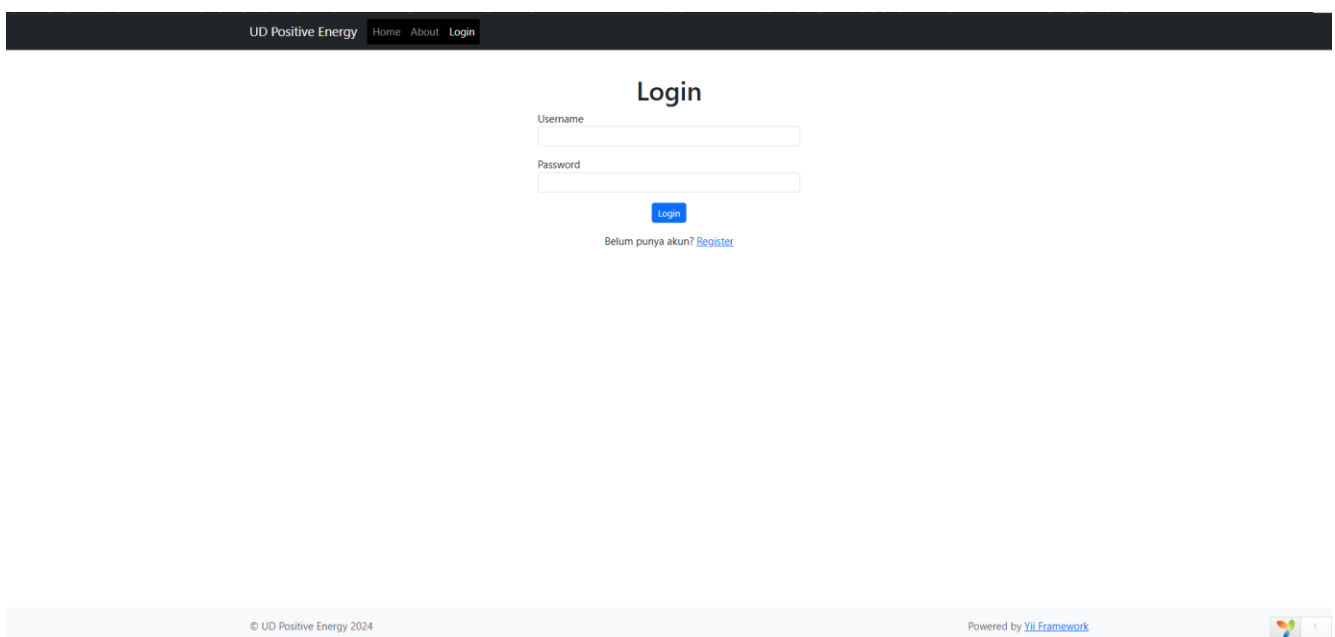 UD Positive Energy Home About Login
Login
Username
Password
Login
Belum punya akun? Register
© UD Positive Energy 2024 Powered by Yii Framework